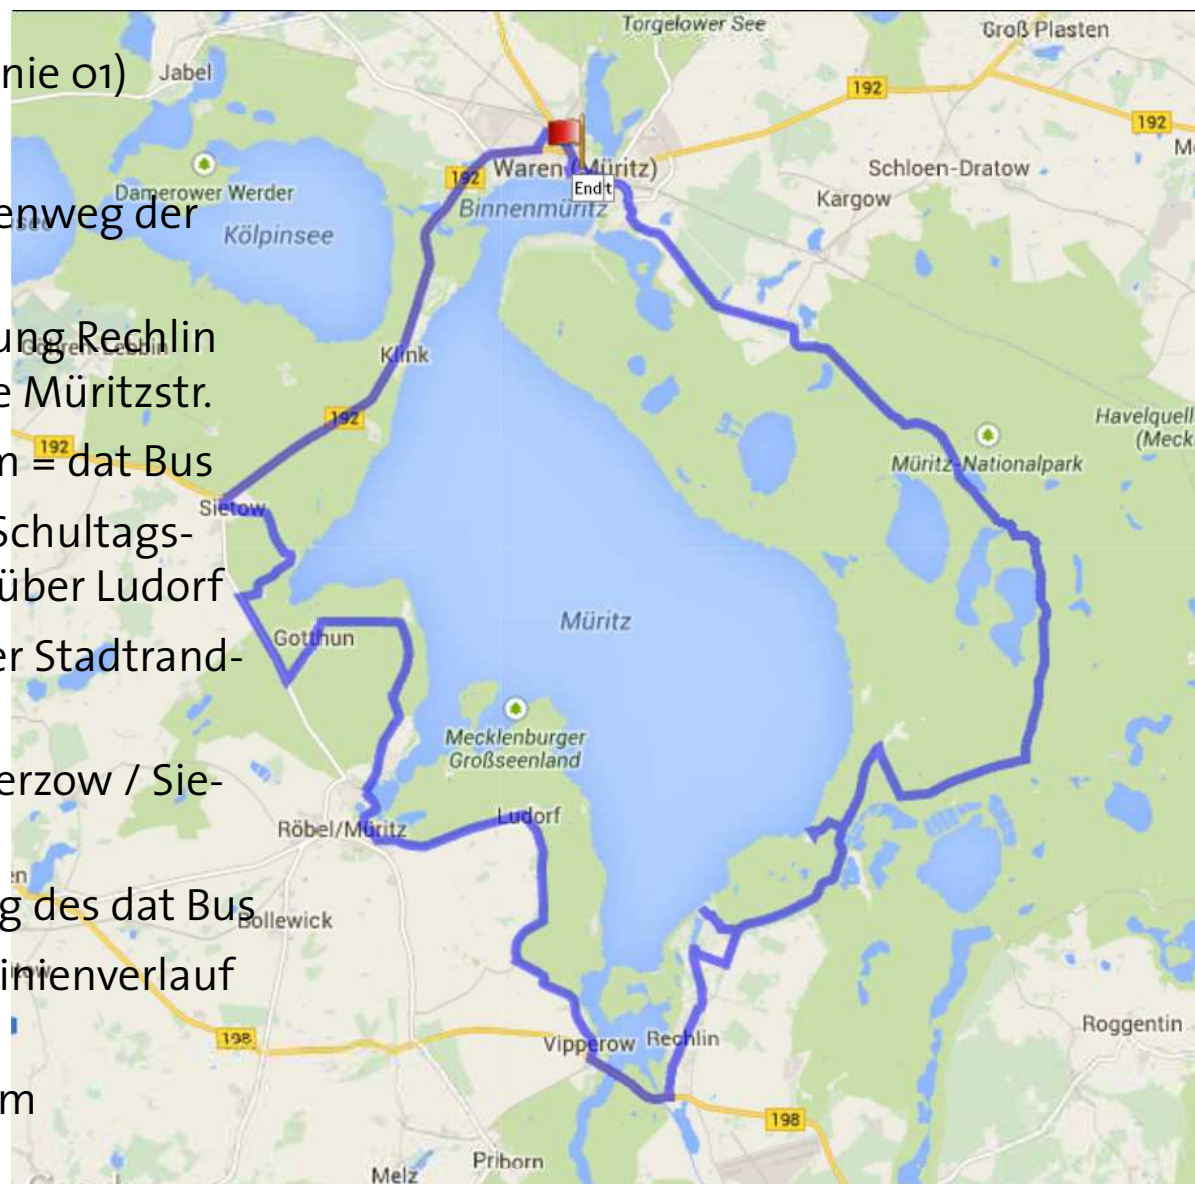 nie 01)
enweg der
ung Rechlin
e Müritzstr.
m = dat Bus
Schultags-
über Ludorf
er Stadtrand-
erzow / Sie-
g des dat Bus
inienverlauf
m
Torgelower See
Groß Plasten
Jabel
192
192
Waren (Müritz)
End
192
Schloen-Dratow
Damerower Werder
Kargow
Binnenmüritz
Kölpinsee
Klink
192
Havelquell
(Meck
192
Müritz-Nationalpark
Sietow
Müritz
Gotthun
Mecklenburger
Großseenland
Ludorf
Röbel/Müritz
Bollewick
Roggentin
198
Vipperow
Rechlin
198
Priborn
Melz